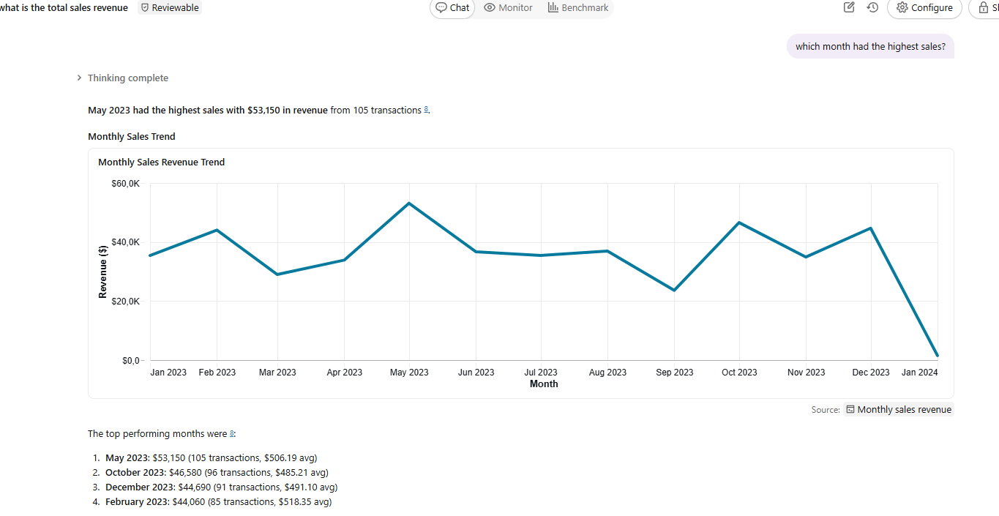 what is the total sales revenue Reviewable Chat Monitor Benchmark Configure
which month had the highest sales?
Thinking complete
May 2023 had the highest sales with $53,150 in revenue from 105 transactions 8.
Monthly Sales Trend
Monthly Sales Revenue Trend
$60,0K
$40,0K
$20,0K
$0,0
Revenue ($)
Jan 2023 Feb 2023 Mar 2023 Apr 2023 May 2023 Jun 2023 Jul 2023 Aug 2023 Sep 2023 Oct 2023 Nov 2023 Dec 2023 Jan 2024
Month
Source: Monthly sales revenue
The top performing months were 8:
1. May 2023: $53,150 (105 transactions, $506.19 avg)
2. October 2023: $46,580 (96 transactions, $485.21 avg)
3. December 2023: $44,690 (91 transactions, $491.10 avg)
4. February 2023: $44,060 (85 transactions, $518.35 avg)